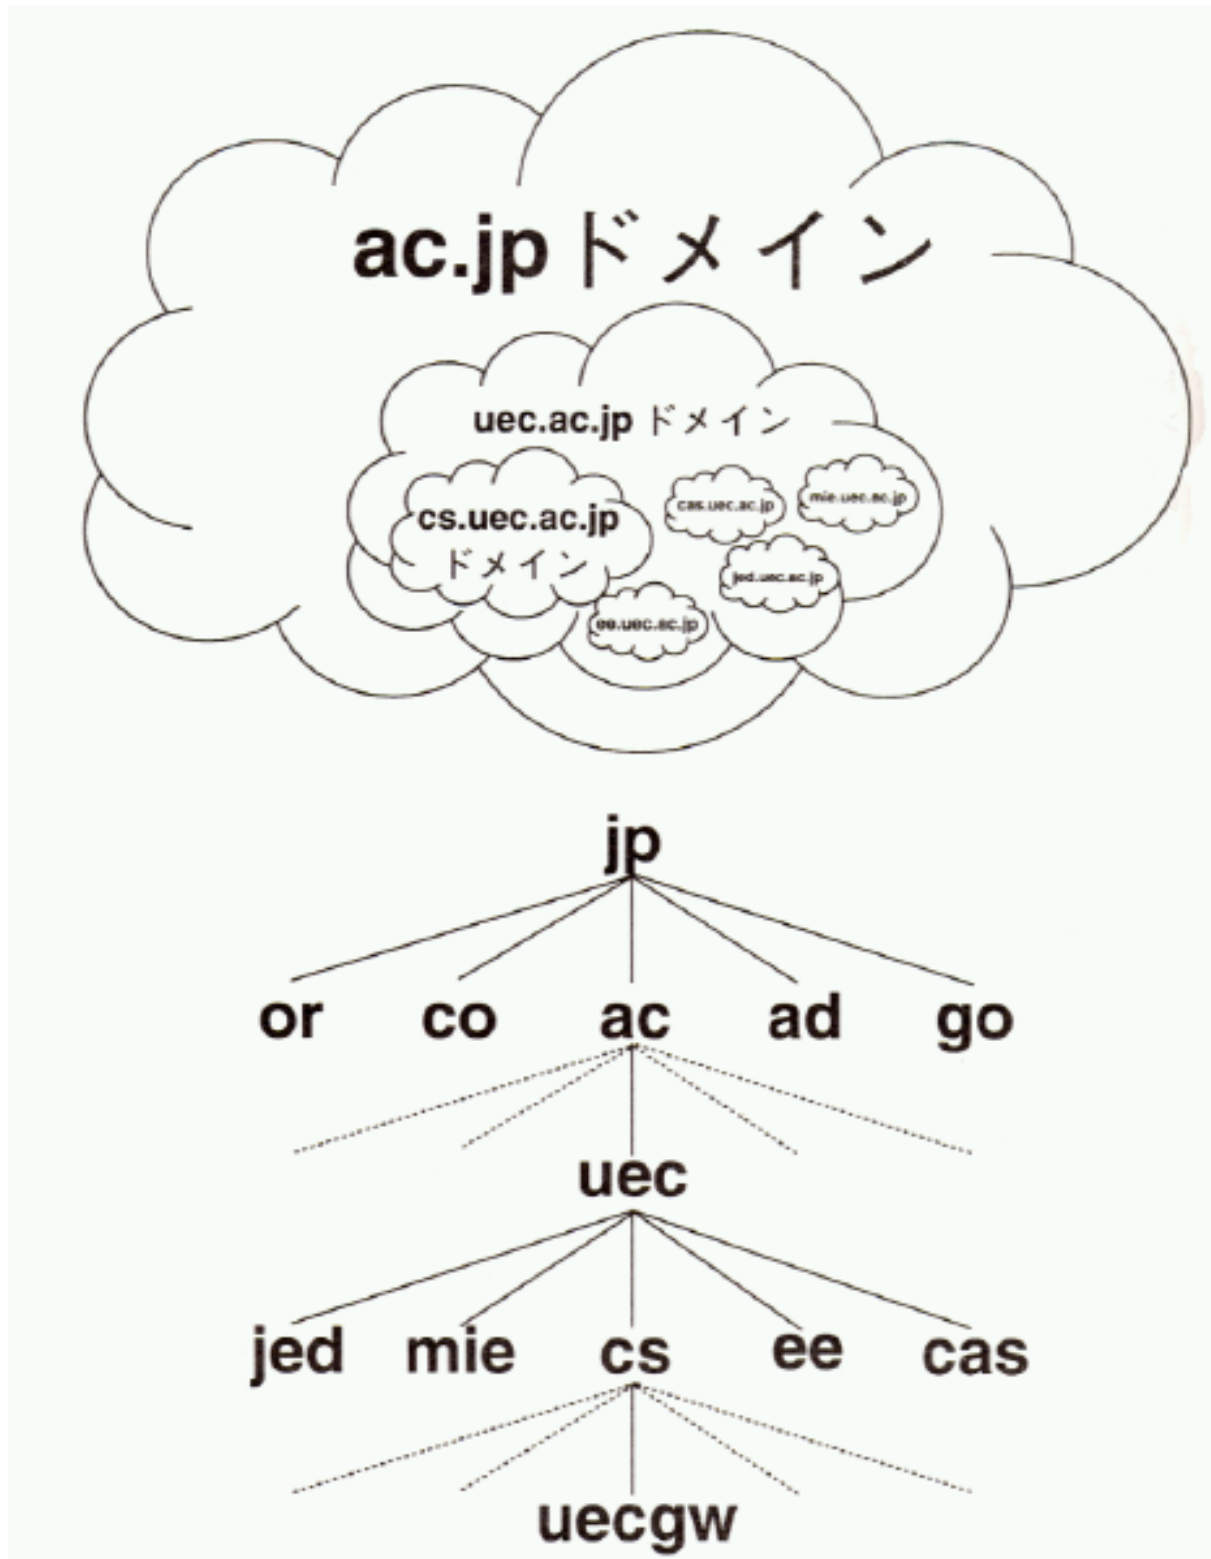 ac.jp ドメイン
uec.ac.jp ドメイン
cs.uec.ac.jp
ドメイン
cas.uec.ac.jp
mie.uec.ac.jp
jed.uec.ac.jp
ee.uec.ac.jp
jp
or co ac ad go
uec
jed mie cs ee cas
uecgw